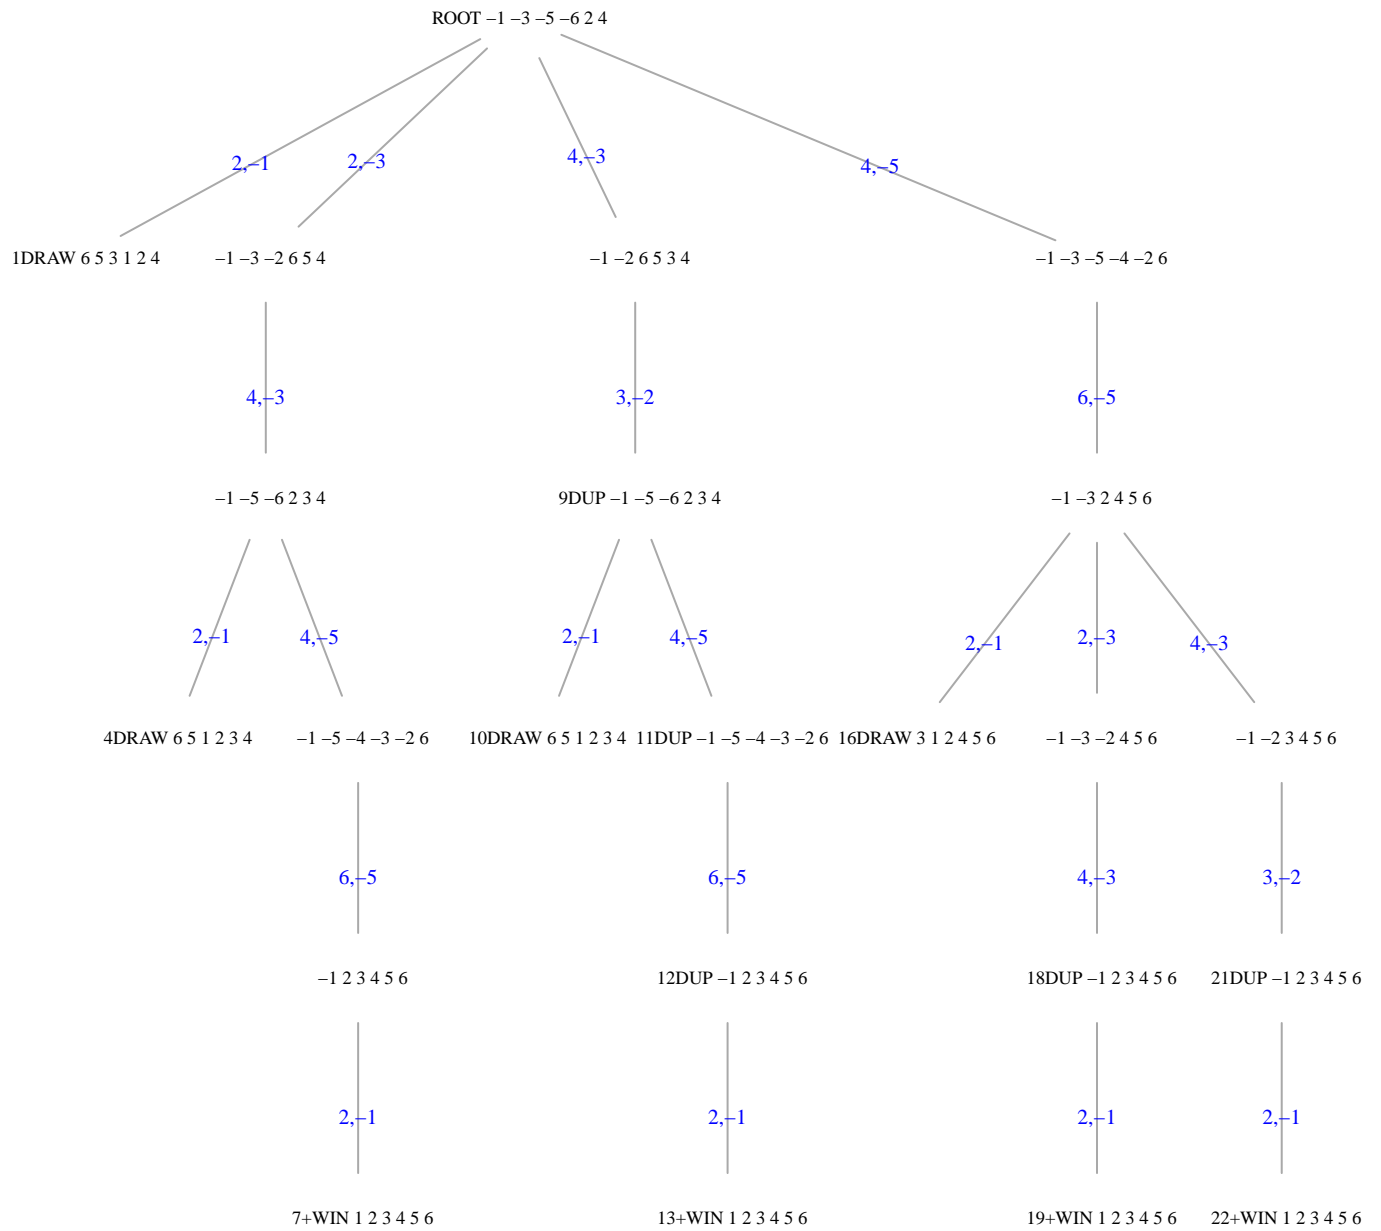 ROOT –1 –3 –5 –6 2 4
2,–1 2,–3 4,–3 4,–5
1DRAW 6 5 3 1 2 4 –1 –3 –2 6 5 4 –1 –2 6 5 3 4 –1 –3 –5 –4 –2 6
4,–3 3,–2 6,–5
–1 –5 –6 2 3 4 9DUP –1 –5 –6 2 3 4 –1 –3 2 4 5 6
2,–1 4,–5 2,–1 4,–5 2,–1 2,–3 4,–3
4DRAW 6 5 1 2 3 4 –1 –5 –4 –3 –2 6 10DRAW 6 5 1 2 3 4 11DUP –1 –5 –4 –3 –2 6 16DRAW 3 1 2 4 5 6 –1 –3 –2 4 5 6 –1 –2 3 4 5 6
6,–5 6,–5 4,–3 3,–2
–1 2 3 4 5 6 12DUP –1 2 3 4 5 6 18DUP –1 2 3 4 5 6 21DUP –1 2 3 4 5 6
2,–1 2,–1 2,–1 2,–1
7+WIN 1 2 3 4 5 6 13+WIN 1 2 3 4 5 6 19+WIN 1 2 3 4 5 6 22+WIN 1 2 3 4 5 6